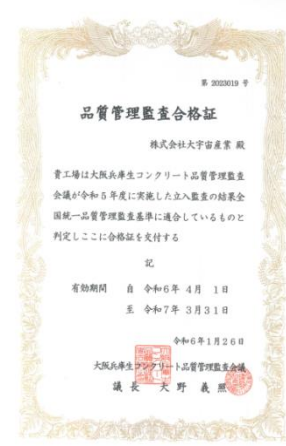 第 2023019 号
品質管理監査合格証
株式会社大宇宙産業 殿
貴工場は大阪兵庫生コンクリート品質管理監査
会議が令和5年度に実施した立入監査の結果全
国統一品質管理監査基準に適合しているものと
判定しここに合格証を交付する
記
有効期間 自 令和6年 4月 1日
至 令和7年 3月31日
令和6年1月26日
大阪兵庫生コンクリート品質管理監査会議
議長 大野義照